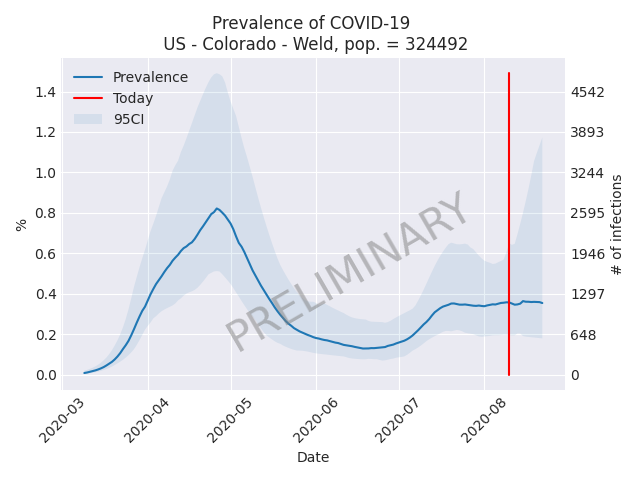 Prevalence of COVID-19
US - Colorado - Weld, pop. = 324492
Prevalence
Today
95CI
1.4
1.2
1.0
0.8
0.6
0.4
0.2
0.0
%
4542
3893
3244
2595
1946
1297
648
0
# of infections
PRELIMINARY
2020-03
2020-04
2020-05
2020-06
2020-07
2020-08
Date